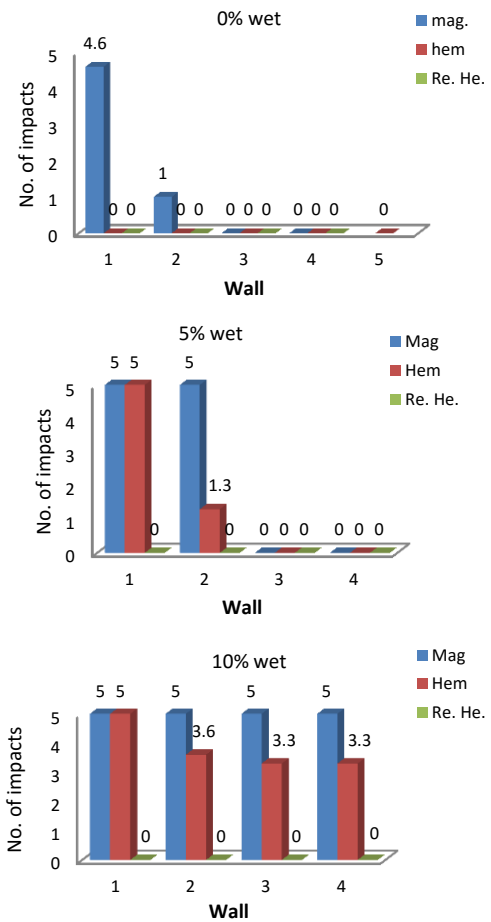 0% wet
mag.
hem
Re. He.
No. of impacts
5
4
3
2
1
0
4.6 0 0
1 0 0
0 0 0
0 0 0
0
1 2 3 4 5
Wall
5% wet
Mag
Hem
Re. He.
No. of impacts
5
4
3
2
1
0
5 5 0
5 1.3 0
0 0 0
0 0 0
1 2 3 4
Wall
10% wet
Mag
Hem
Re. He.
No. of impacts
5
4
3
2
1
0
5 5 0
5 3.6 0
5 3.3 0
5 3.3 0
1 2 3 4
Wall